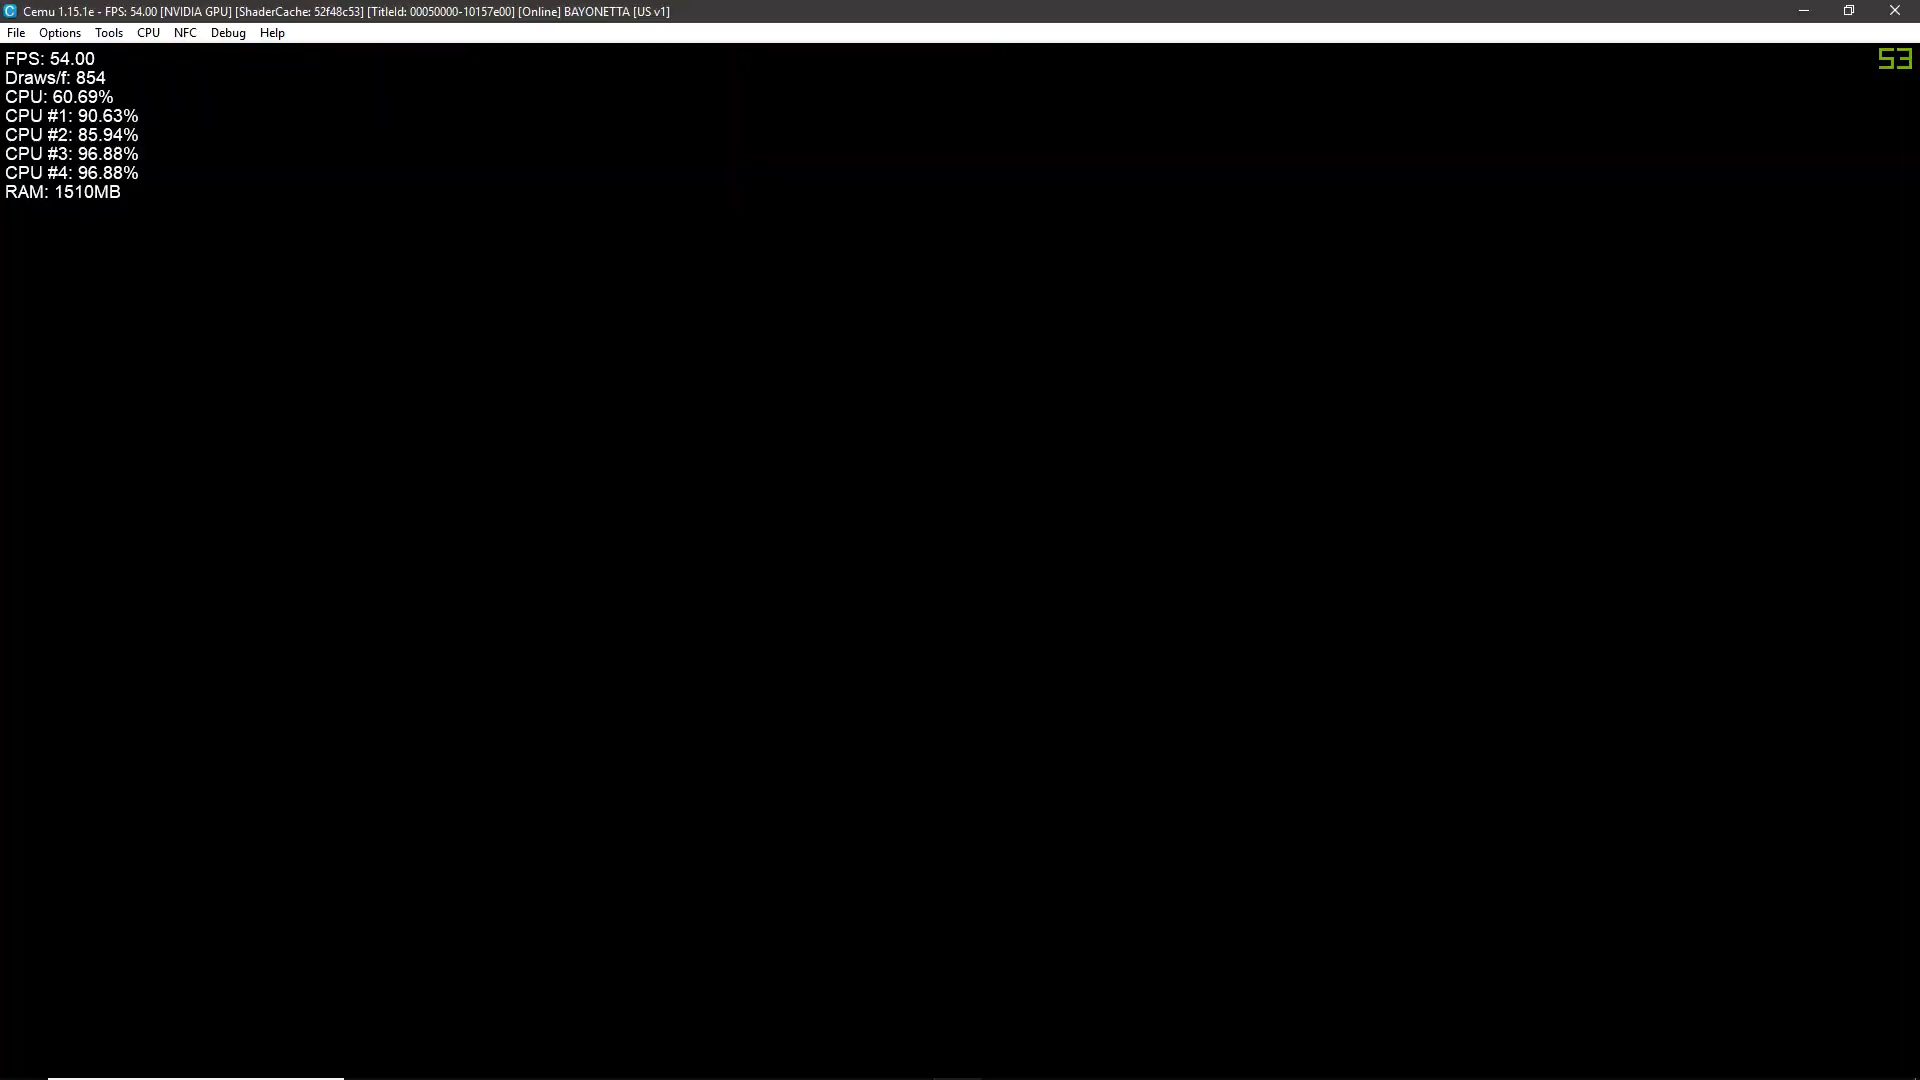 Cemu 1.15.1e - FPS: 54.00 [NVIDIA GPU] [ShaderCache: 52f48c53] [TitleId: 00050000-10157e00] [Online] BAYONETTA [US v1]
File Options Tools CPU NFC Debug Help
FPS: 54.00
53
Draws/f: 854
CPU: 60.69%
CPU #1: 90.63%
CPU #2: 85.94%
CPU #3: 96.88%
CPU #4: 96.88%
RAM: 1510MB